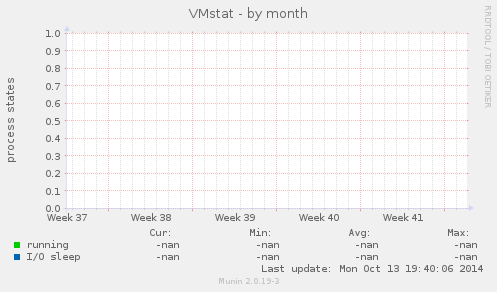 VMstat - by month
RRDTOOL / TOBI OETIKER
process states
1.0
0.9
0.8
0.7
0.6
0.5
0.4
0.3
0.2
0.1
0.0
Week 37 Week 38 Week 39 Week 40 Week 41
Cur: Min: Avg: Max:
running -nan -nan -nan -nan
I/O sleep -nan -nan -nan -nan
Last update: Mon Oct 13 19:40:06 2014
Munin 2.0.19-3